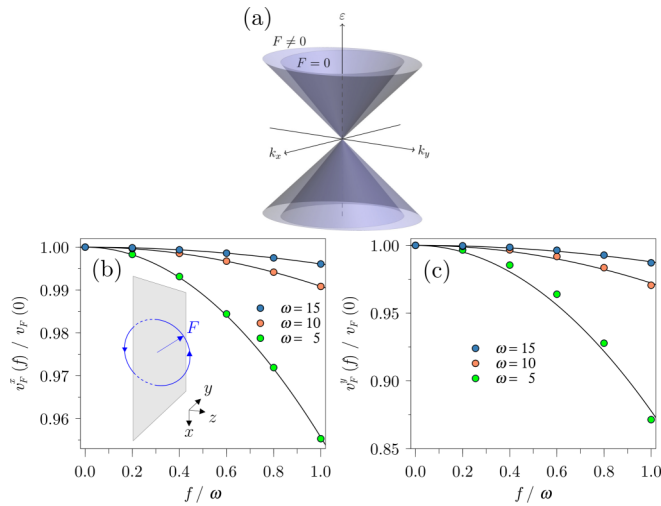 (a)
ε
F ≠ 0
F = 0
k_x
k_y
(b)
1.00
0.99
0.98
0.97
0.96
v_F^x (f) / v_F (0)
F
y
z
x
ω = 15
ω = 10
ω = 5
0.0 0.2 0.4 0.6 0.8 1.0
f / ω
(c)
1.00
0.95
0.90
0.85
v_F^y (f) / v_F (0)
ω = 15
ω = 10
ω = 5
0.0 0.2 0.4 0.6 0.8 1.0
f / ω